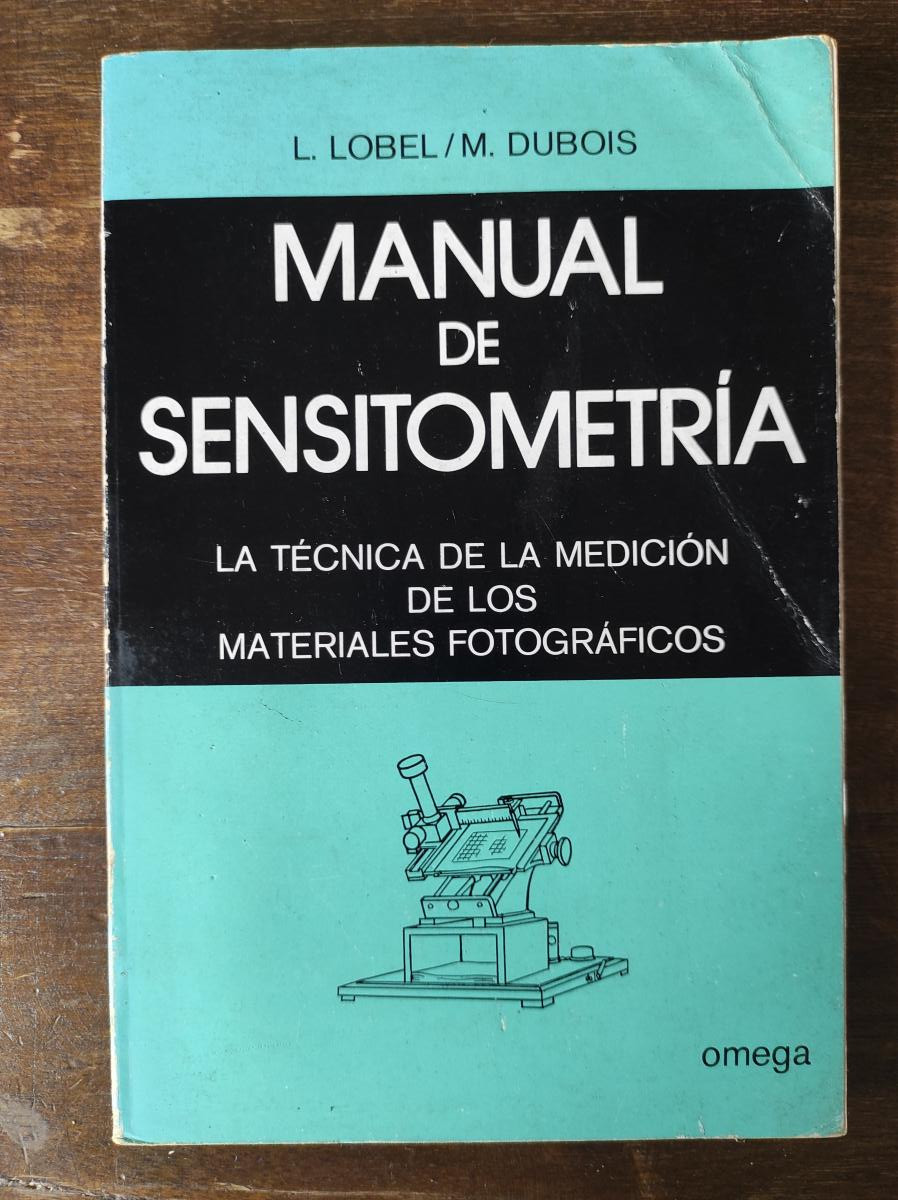 L. LOBEL/M. DUBOIS
MANUAL
DE
SENSITOMETRÍA
LA TÉCNICA DE LA MEDICIÓN
DE LOS
MATERIALES FOTOGRÁFICOS
omega